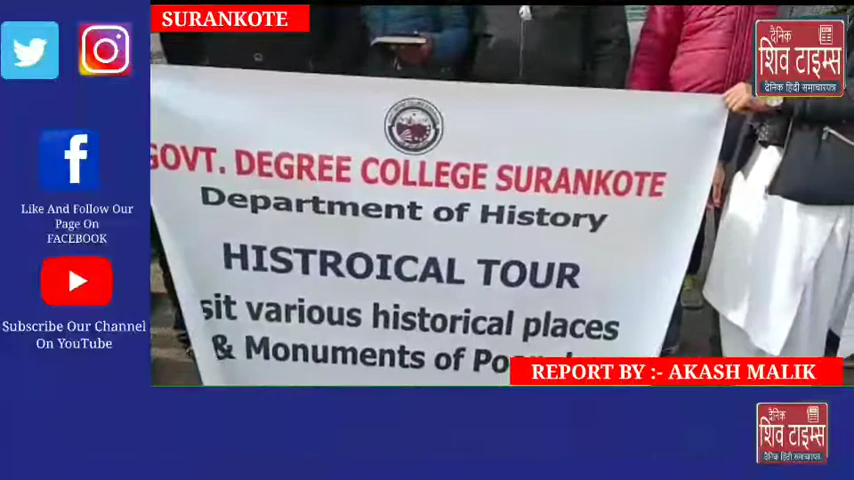 SURANKOTE
दैनिक
शिव टाइम्स
दैनिक हिंदी समाचारपत्र
GOVT. DEGREE COLLEGE SURANKOTE
Department of History
HISTROICAL TOUR
sit various historical places
& Monuments of
Like And Follow Our
Page On
FACEBOOK
Subscribe Our Channel
On YouTube
REPORT BY :- AKASH MALIK
दैनिक
शिव टाइम्स
दैनिक हिंदी समाचारपत्र